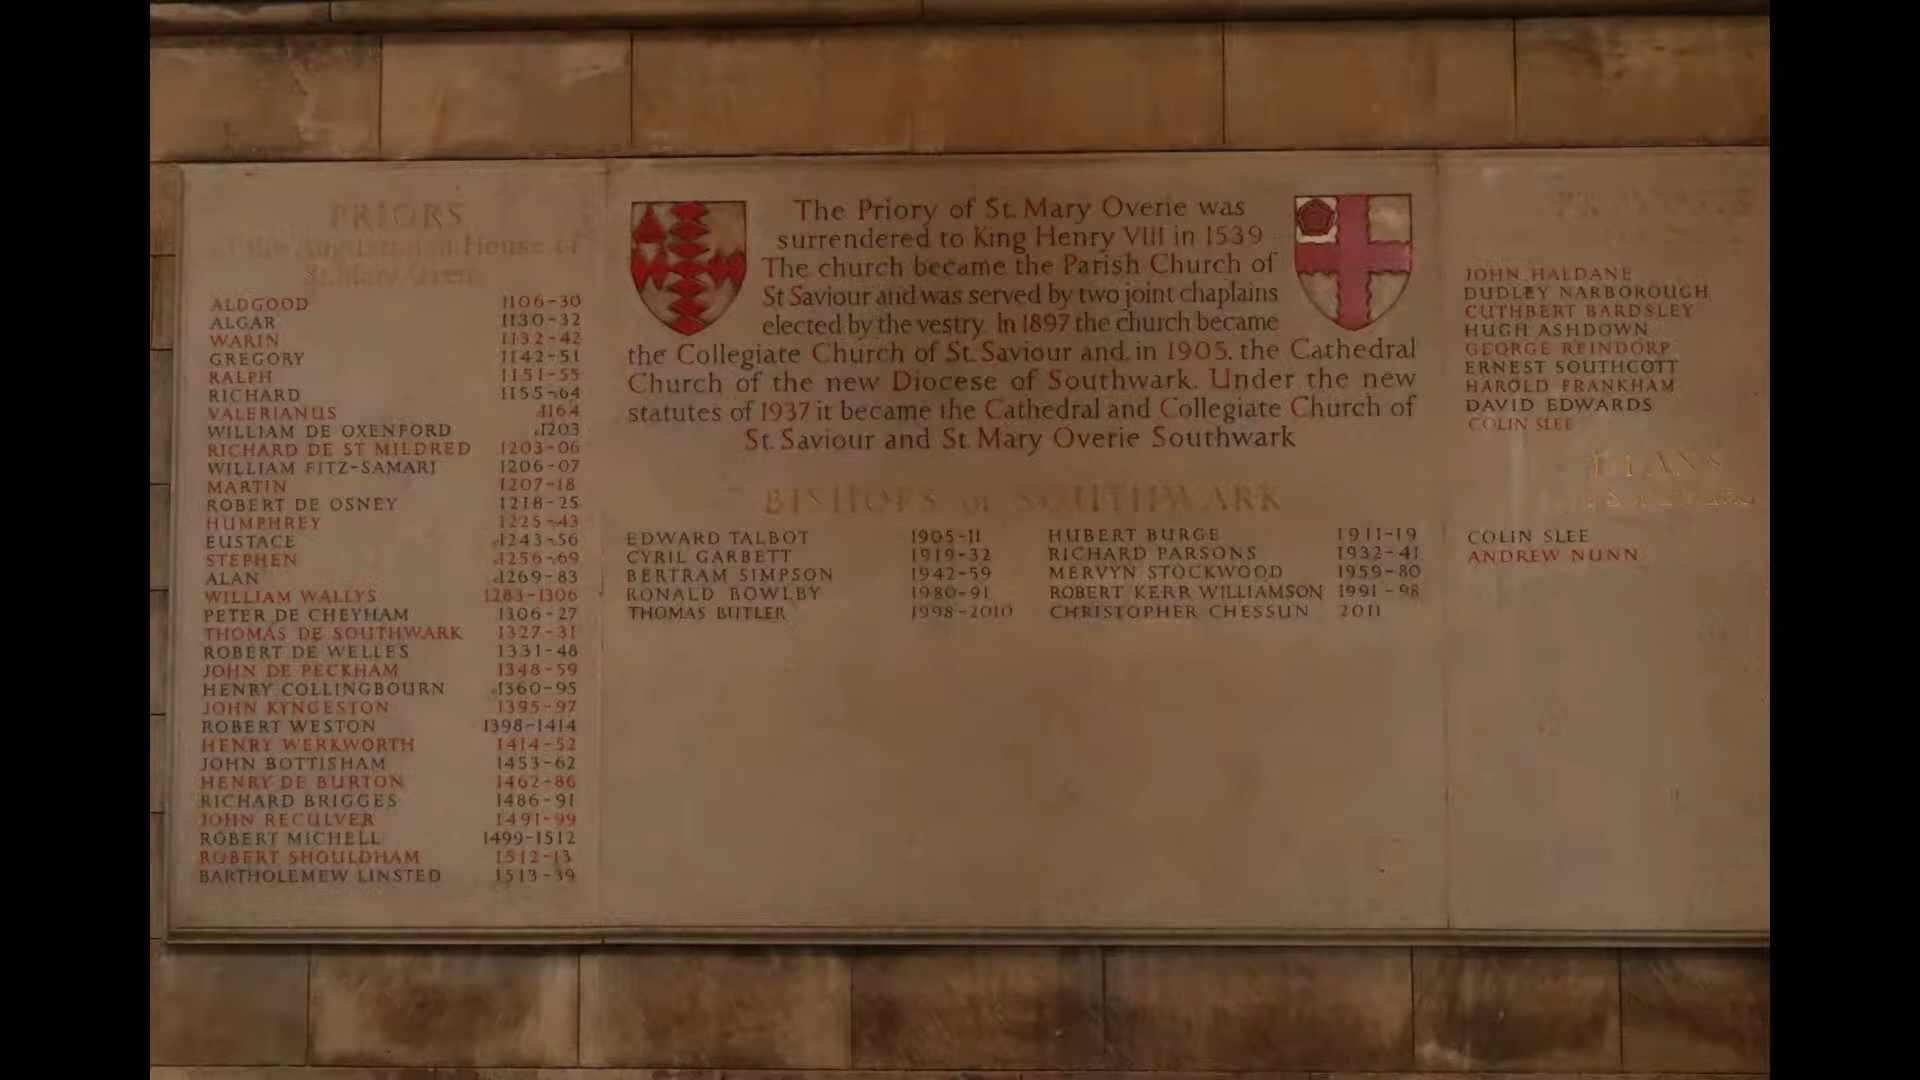 PRIORS
of the Augustinian House of
St. Mary Overie
ALDGOOD 1106-30
ALGAR 1130-32
WARIN 1132-42
GREGORY 1142-51
RALPH 1151-55
RICHARD 1155-64
VALERIANUS 1164
WILLIAM DE OXENFORD 1203
RICHARD DE ST MILDRED 1203-06
WILLIAM FITZ-SAMARI 1206-07
MARTIN 1207-18
ROBERT DE OSNEY 1218-25
HUMPHREY 1225-43
EUSTACE 1243-56
STEPHEN 1256-69
ALAN 1269-83
WILLIAM WALLYS 1283-1306
PETER DE CHEYHAM 1306-27
THOMAS DE SOUTHWARK 1327-31
ROBERT DE WELLES 1331-48
JOHN DE PECKHAM 1348-59
HENRY COLLINGBOURN 1360-95
JOHN KYNGESTON 1395-97
ROBERT WESTON 1398-1414
HENRY WERKWORTH 1414-52
JOHN BOTTISHAM 1453-62
HENRY DE BURTON 1462-86
RICHARD BRIGGES 1486-91
JOHN RECULVER 1491-99
ROBERT MICHELL 1499-1512
ROBERT SHOULDHAM 1512-13
BARTHOLEMEW LINSTED 1513-39
The Priory of St. Mary Overie was
surrendered to King Henry VIII in 1539
The church became the Parish Church of
St Saviour and was served by two joint chaplains
elected by the vestry. In 1897 the church became
the Collegiate Church of St. Saviour and, in 1905, the Cathedral
Church of the new Diocese of Southwark. Under the new
statutes of 1937 it became the Cathedral and Collegiate Church of
St. Saviour and St. Mary Overie Southwark
BISHOPS of SOUTHWARK
EDWARD TALBOT 1905-11 HUBERT BURGE 1911-19
CYRIL GARBETT 1919-32 RICHARD PARSONS 1932-41
BERTRAM SIMPSON 1942-59 MERVYN STOCKWOOD 1959-80
RONALD BOWLBY 1980-91 ROBERT KERR WILLIAMSON 1991-98
THOMAS BUTLER 1998-2010 CHRISTOPHER CHESSUN 2011
PROVOSTS
JOHN HALDANE
DUDLEY NARBOROUGH
CUTHBERT BARDSLEY
HUGH ASHDOWN
GEORGE REINDORP
ERNEST SOUTHCOTT
HAROLD FRANKHAM
DAVID EDWARDS
COLIN SLEE
DEANS
COLIN SLEE
ANDREW NUNN